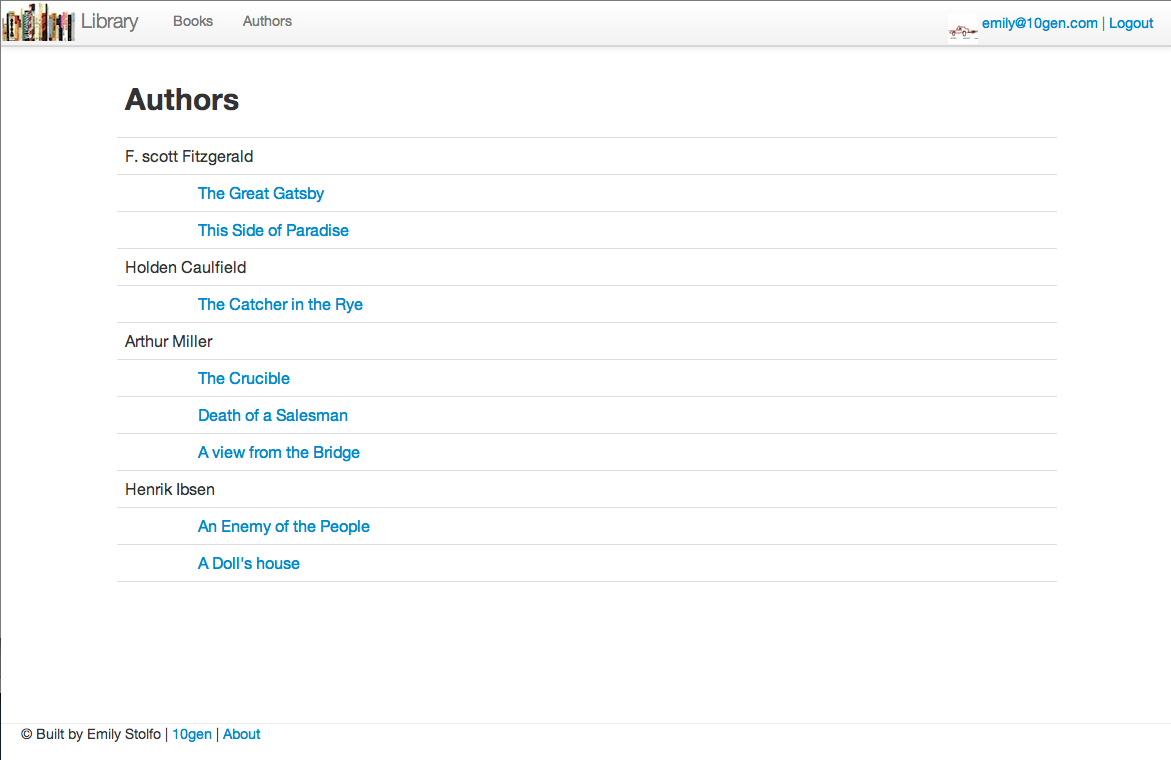 Library Books Authors emily@10gen.com | Logout
Authors
F. scott Fitzgerald
The Great Gatsby
This Side of Paradise
Holden Caulfield
The Catcher in the Rye
Arthur Miller
The Crucible
Death of a Salesman
A view from the Bridge
Henrik Ibsen
An Enemy of the People
A Doll's house
© Built by Emily Stolfo | 10gen | About